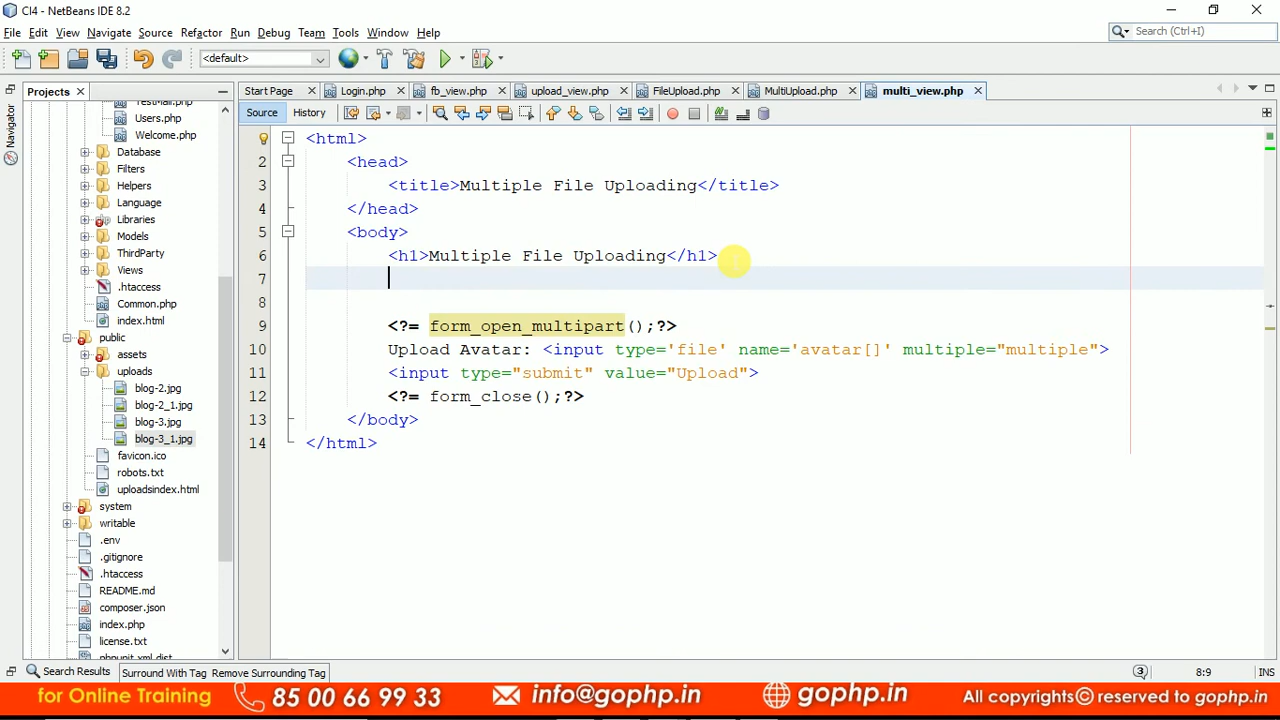 CI4 - NetBeans IDE 8.2
File Edit View Navigate Source Refactor Run Debug Team Tools Window Help
Search (Ctrl+I)
<default>
Projects
Start Page Login.php fb_view.php upload_view.php FileUpload.php MultiUpload.php multi_view.php
Source History
Navigator
TestMail.php
Users.php
Welcome.php
Database
Filters
Helpers
Language
Libraries
Models
ThirdParty
Views
.htaccess
Common.php
index.html
public
assets
uploads
blog-2.jpg
blog-2_1.jpg
blog-3.jpg
blog-3_1.jpg
favicon.ico
robots.txt
uploadsindex.html
system
writable
.env
.gitignore
.htaccess
README.md
composer.json
index.php
license.txt
phpunit.xml.dist
<html>
2 <head>
3 <title>Multiple File Uploading</title>
4 </head>
5 <body>
6 <h1>Multiple File Uploading</h1>
7
8
9 <?= form_open_multipart();?>
10 Upload Avatar: <input type='file' name='avatar[]' multiple="multiple">
11 <input type="submit" value="Upload">
12 <?= form_close();?>
13 </body>
14 </html>
Search Results Surround With Tag Remove Surrounding Tag
3 8:9 INS
for Online Training 85 00 66 99 33 info@gophp.in gophp.in All copyrights© reserved to gophp.in